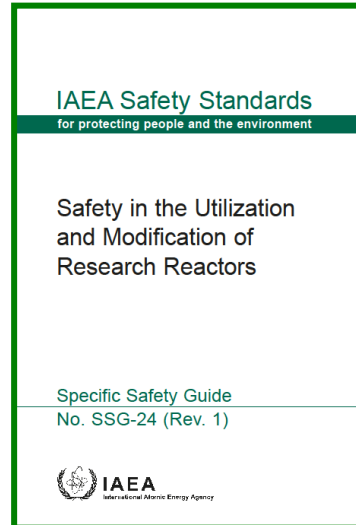 IAEA Safety Standards
for protecting people and the environment
Safety in the Utilization
and Modification of
Research Reactors
Specific Safety Guide
No. SSG-24 (Rev. 1)
IAEA
International Atomic Energy Agency